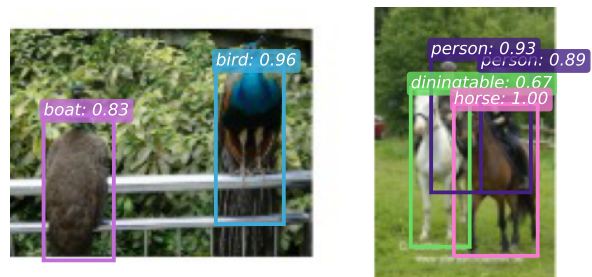 boat: 0.83
bird: 0.96
person: 0.93
person: 0.89
diningtable: 0.67
horse: 1.00